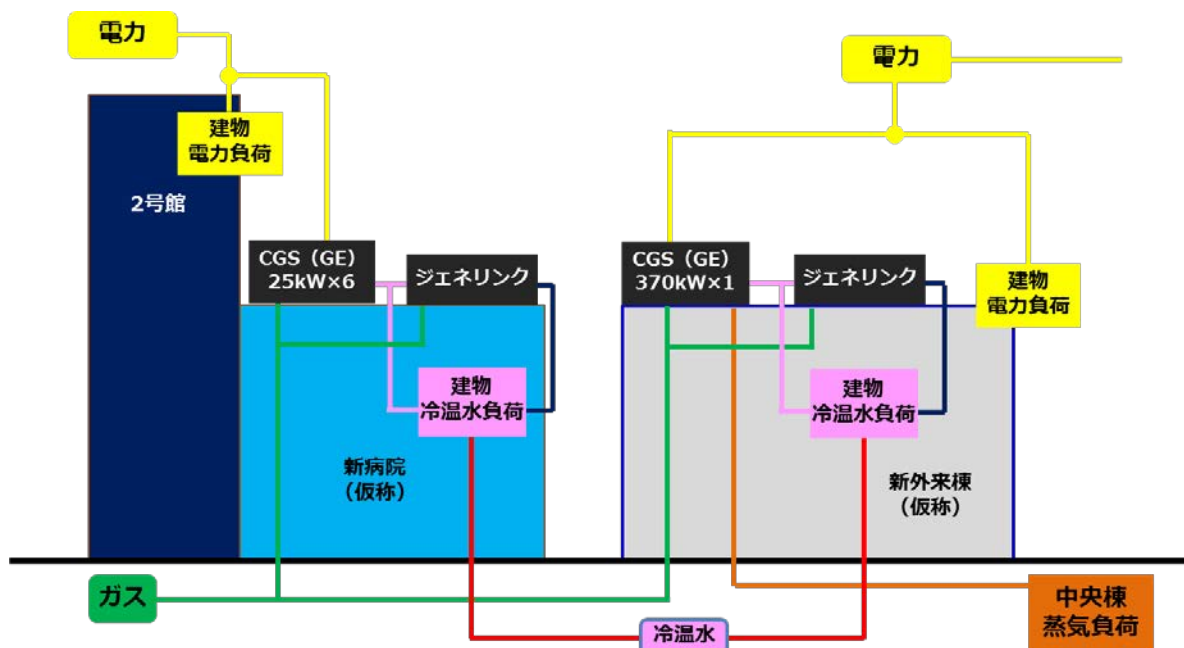 電力
電力
建物
電力負荷
2号館
CGS（GE）
25kW×6
ジェネリンク
CGS（GE）
370kW×1
ジェネリンク
建物
電力負荷
建物
冷温水負荷
建物
冷温水負荷
新病院
（仮称）
新外来棟
（仮称）
ガス
冷温水
中央棟
蒸気負荷